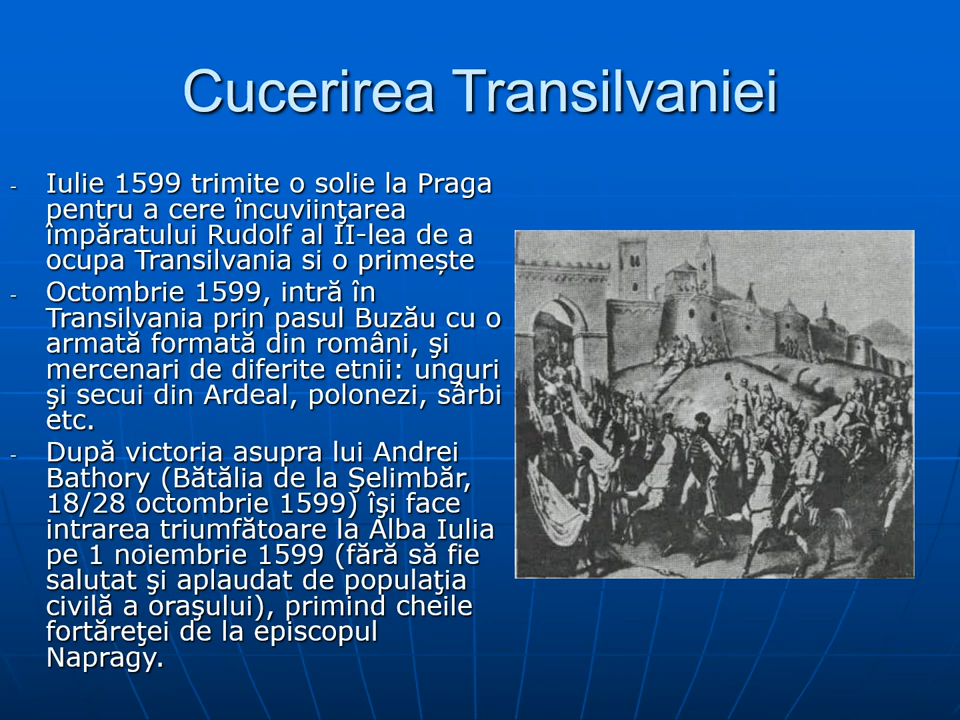 Cucerirea Transilvaniei
- Iulie 1599 trimite o solie la Praga
pentru a cere încuviinţarea
împăratului Rudolf al II-lea de a
ocupa Transilvania si o primește
- Octombrie 1599, intră în
Transilvania prin pasul Buzău cu o
armată formată din români, şi
mercenari de diferite etnii: unguri
şi secui din Ardeal, polonezi, sârbi
etc.
- După victoria asupra lui Andrei
Bathory (Bătălia de la Şelimbăr,
18/28 octombrie 1599) îşi face
intrarea triumfătoare la Alba Iulia
pe 1 noiembrie 1599 (fără să fie
salutat şi aplaudat de populaţia
civilă a oraşului), primind cheile
fortăreţei de la episcopul
Napragy.